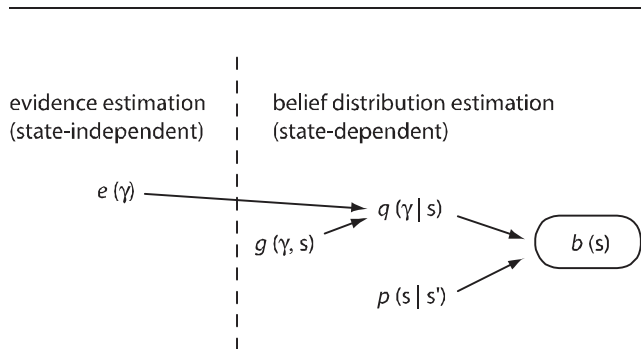 evidence estimation
(state-independent)
belief distribution estimation
(state-dependent)
e (γ)
q (γ | s)
g (γ, s)
b (s)
p (s | s')